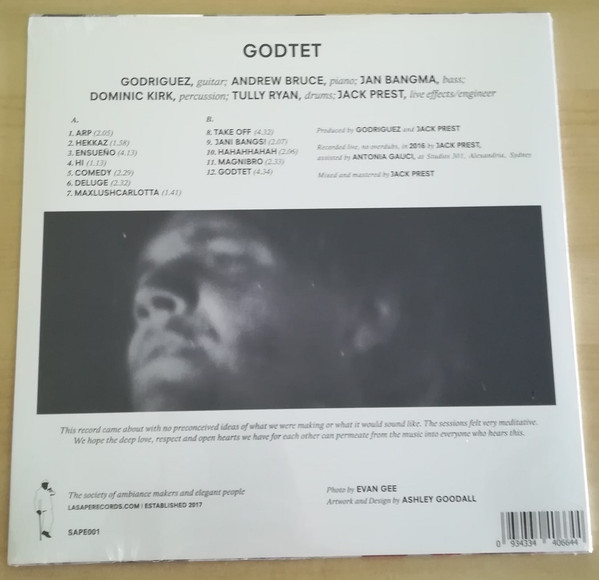 GODTET
GODRIGUEZ, guitar; ANDREW BRUCE, piano; JAN BANGMA, bass;
DOMINIC KIRK, percussion; TULLY RYAN, drums; JACK PREST, live effects/engineer
A.
1. ARP (2.05)
2. HEKKAZ (1.58)
3. ENSUEÑO (4.13)
4. HI (1.13)
5. COMEDY (2.29)
6. DELUGE (2.32)
7. MAXLUSHCARLOTTA (1.41)
B.
8. TAKE OFF (4.32)
9. JANI BANGS! (2.07)
10. HAHAHHAHAH (2.06)
11. MAGNIBRO (2.35)
12. GODTET (4.34)
Produced by GODRIGUEZ and JACK PREST
Recorded live, no overdubs, in 2016 by JACK PREST,
assisted by ANTONIA GAUCI, at Studios 301, Alexandria, Sydney
Mixed and mastered by JACK PREST
This record came about with no preconceived ideas of what we were making or what it would sound like. The sessions felt very meditative.
We hope the deep love, respect and open hearts we have for each other can permeate from the music into everyone who hears this.
The society of ambiance makers and elegant people
LASAPERECORDS.COM | ESTABLISHED 2017
SAPE001
Photo by EVAN GEE
Artwork and Design by ASHLEY GOODALL
0 934334 406644